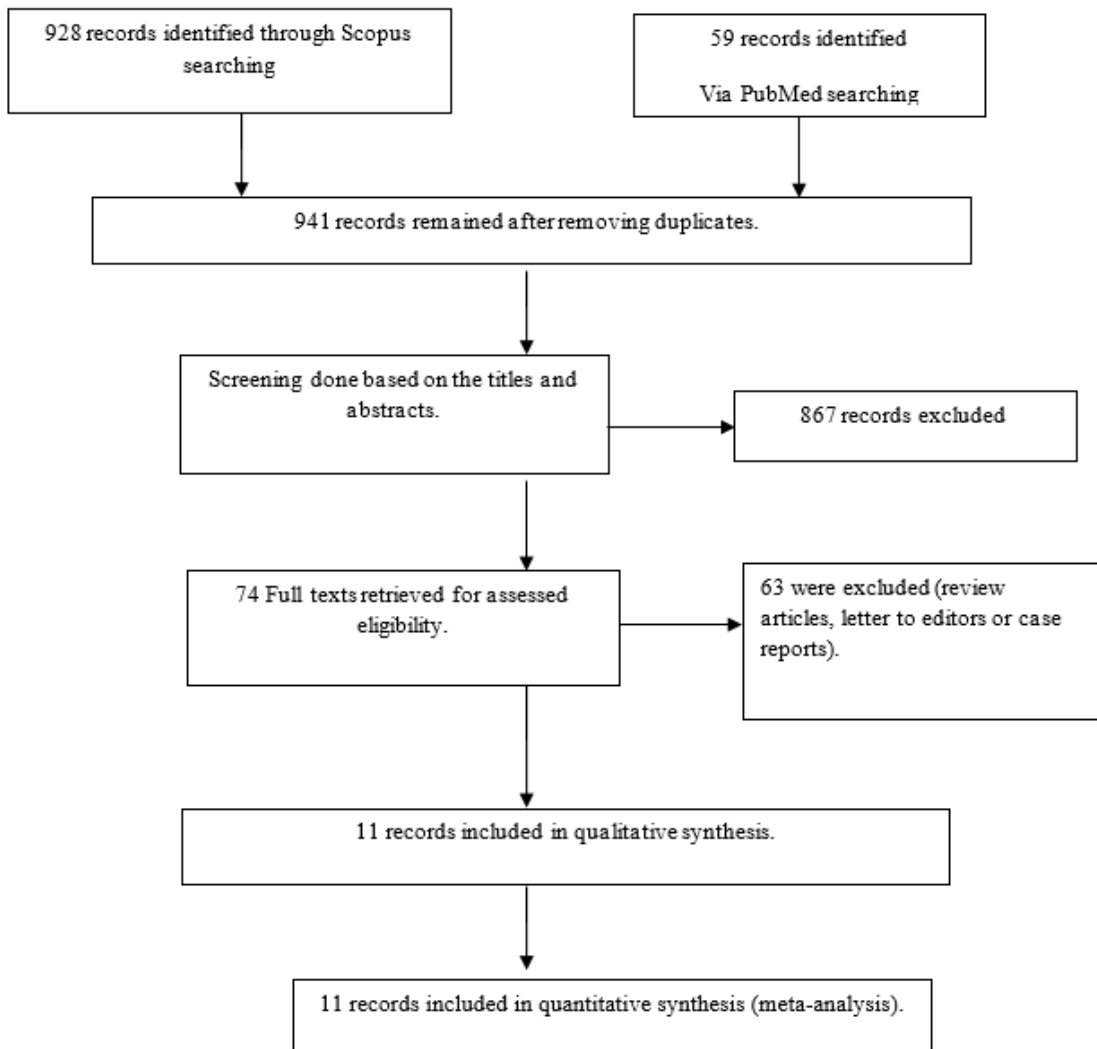 928 records identified through Scopus
searching
59 records identified
Via PubMed searching
941 records remained after removing duplicates.
Screening done based on the titles and
abstracts.
867 records excluded
74 Full texts retrieved for assessed
eligibility.
63 were excluded (review
articles, letter to editors or case
reports).
11 records included in qualitative synthesis.
11 records included in quantitative synthesis (meta-analysis).